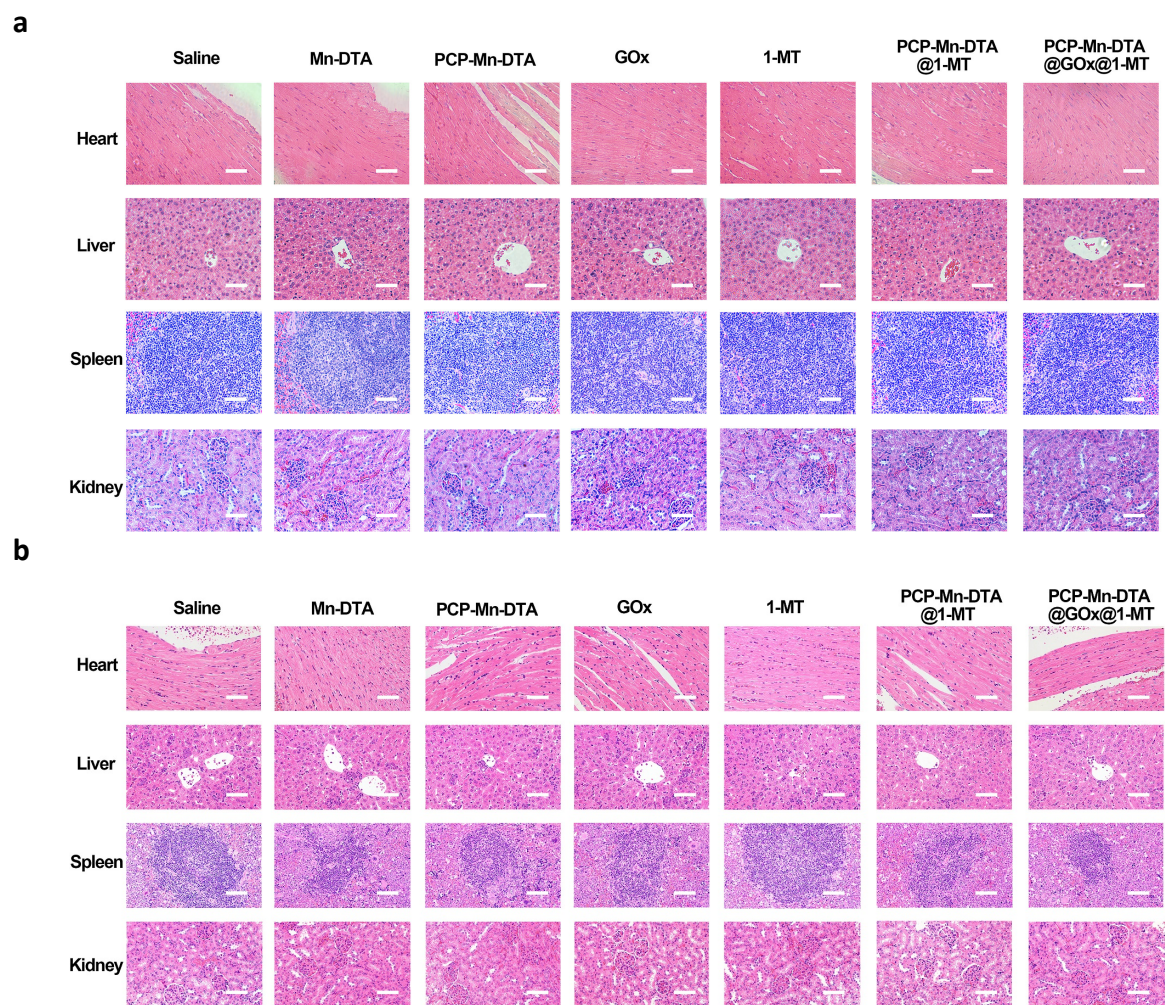 a
Saline
Mn-DTA
PCP-Mn-DTA
GOx
1-MT
PCP-Mn-DTA
@1-MT
PCP-Mn-DTA
@GOx@1-MT
Heart
Liver
Spleen
Kidney
b
Saline
Mn-DTA
PCP-Mn-DTA
GOx
1-MT
PCP-Mn-DTA
@1-MT
PCP-Mn-DTA
@GOx@1-MT
Heart
Liver
Spleen
Kidney